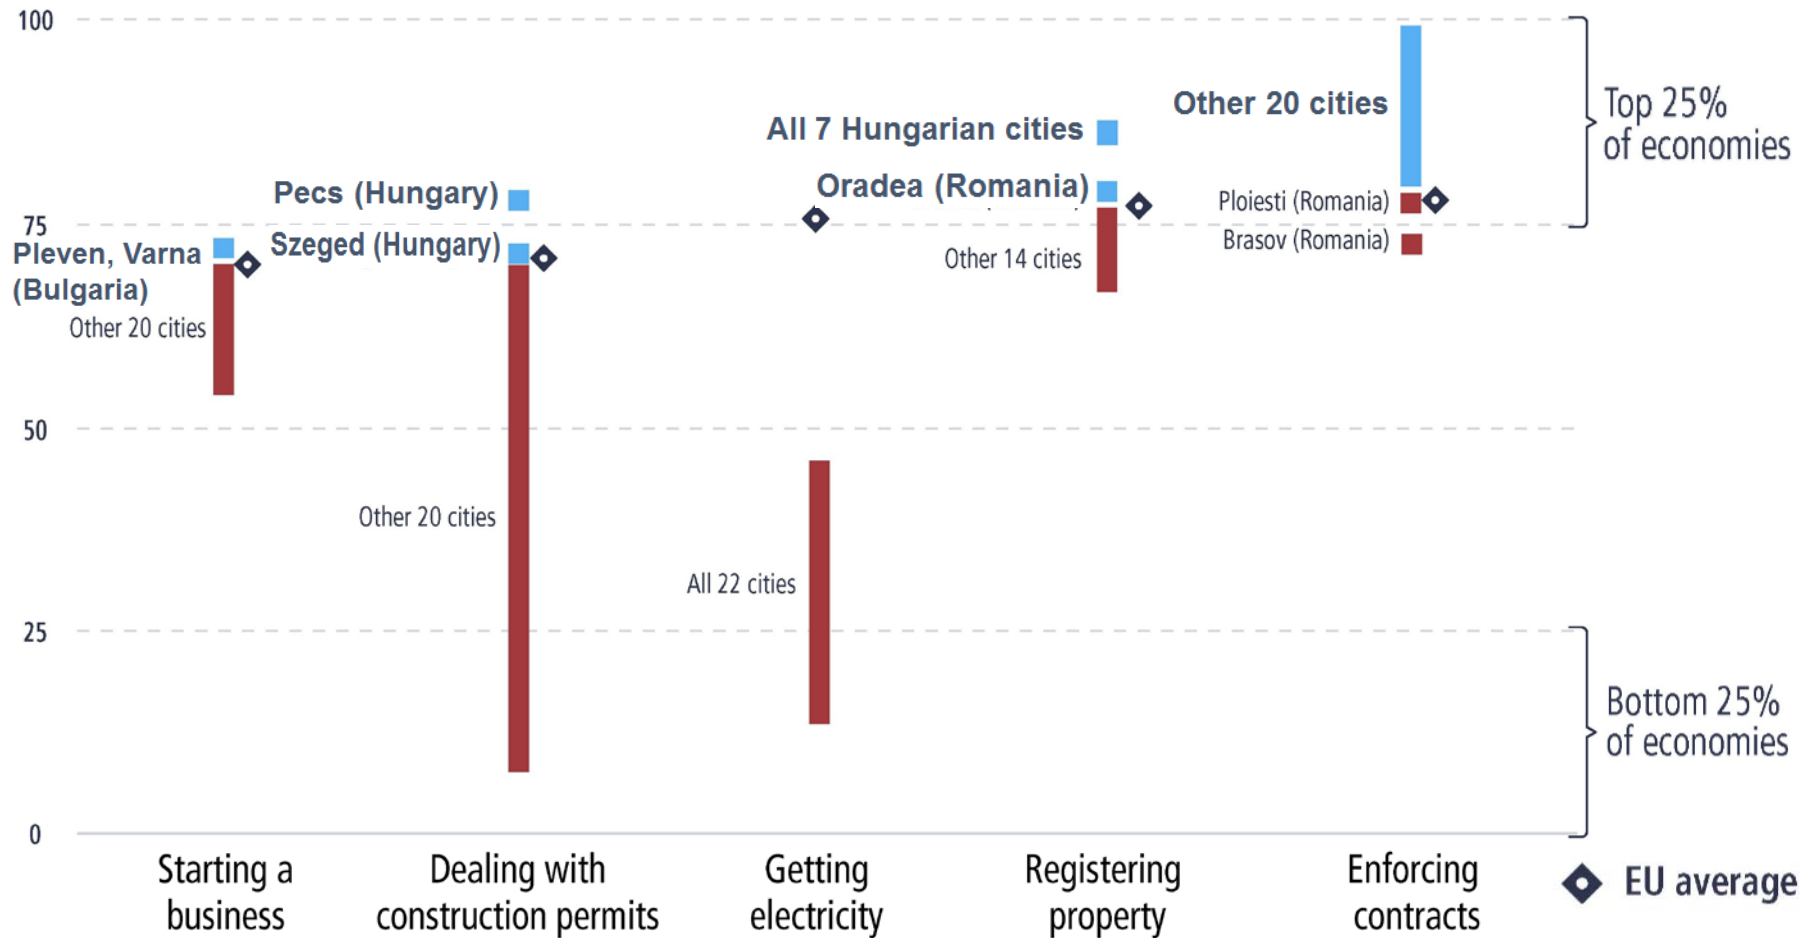 100
75
50
25
0
Pleven, Varna
(Bulgaria)
Other 20 cities
Pecs (Hungary)
Szeged (Hungary)
Other 20 cities
All 22 cities
All 7 Hungarian cities
Oradea (Romania)
Other 14 cities
Other 20 cities
Ploiesti (Romania)
Brasov (Romania)
Top 25%
of economies
Bottom 25%
of economies
Starting a
business
Dealing with
construction permits
Getting
electricity
Registering
property
Enforcing
contracts
EU average